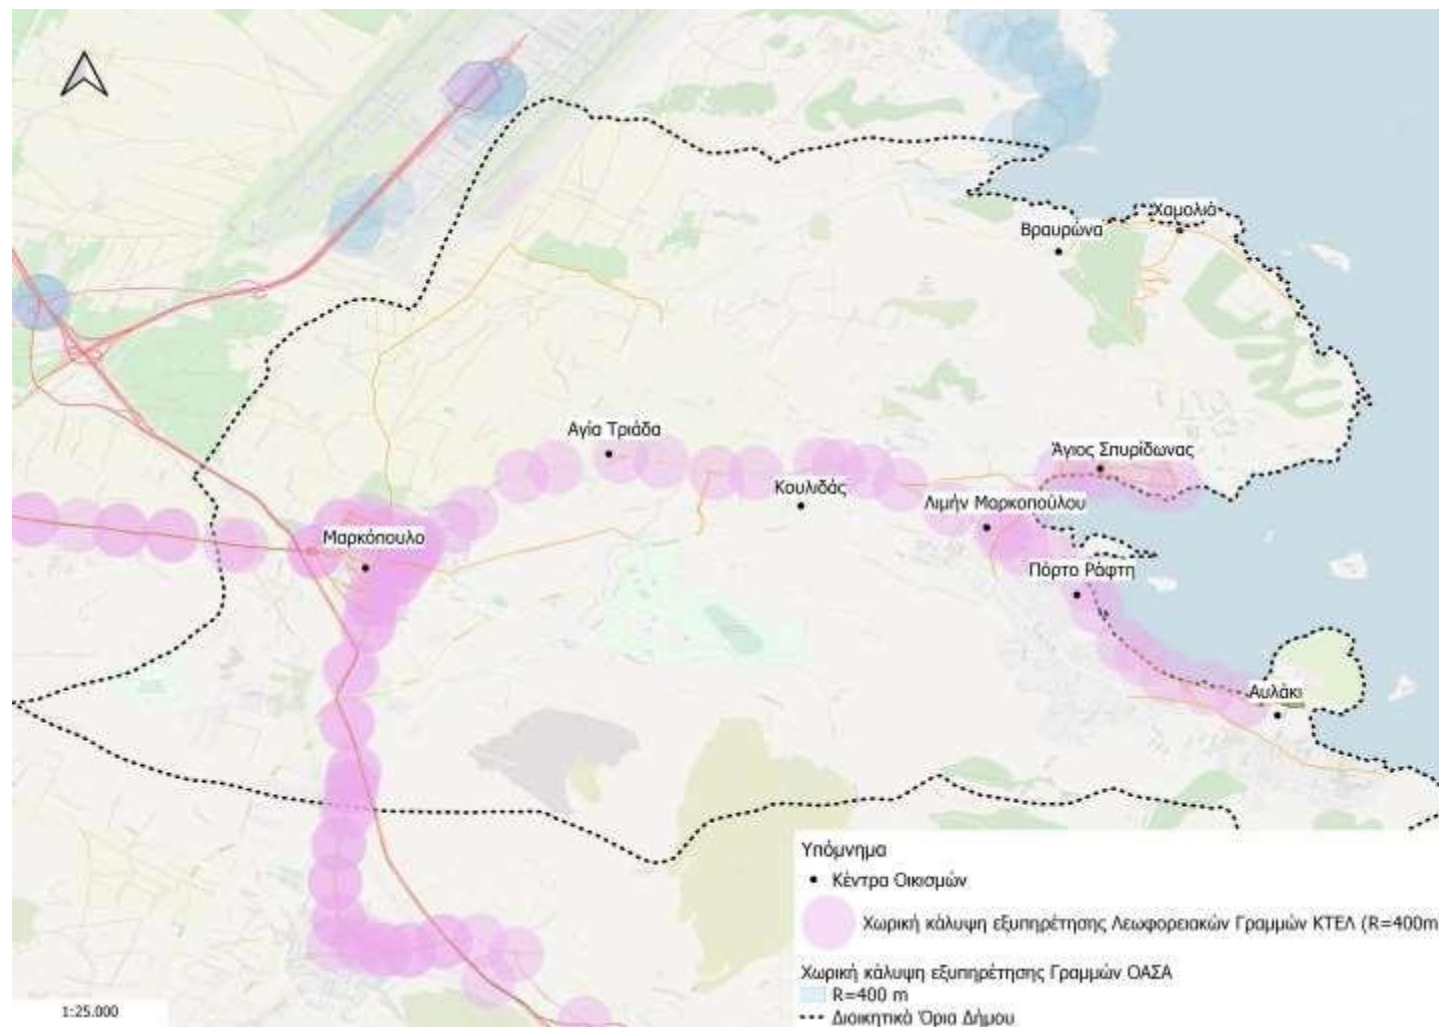 Χαμολιό
Βραυρώνα
Αγία Τριάδα
Άγιος Σπυρίδωνας
Κουλιδάς
Λιμήν Μαρκοπούλου
Μαρκόπουλο
Πόρτο Ράφτη
Αυλάκι
Υπόμνημα
Κέντρα Οικισμών
Χωρική κάλυψη εξυπηρέτησης Λεωφορειακών Γραμμών ΚΤΕΛ (R=400m
Χωρική κάλυψη εξυπηρέτησης Γραμμών ΟΑΣΑ
R=400 m
Διοικητικά Όρια Δήμου
1:25.000